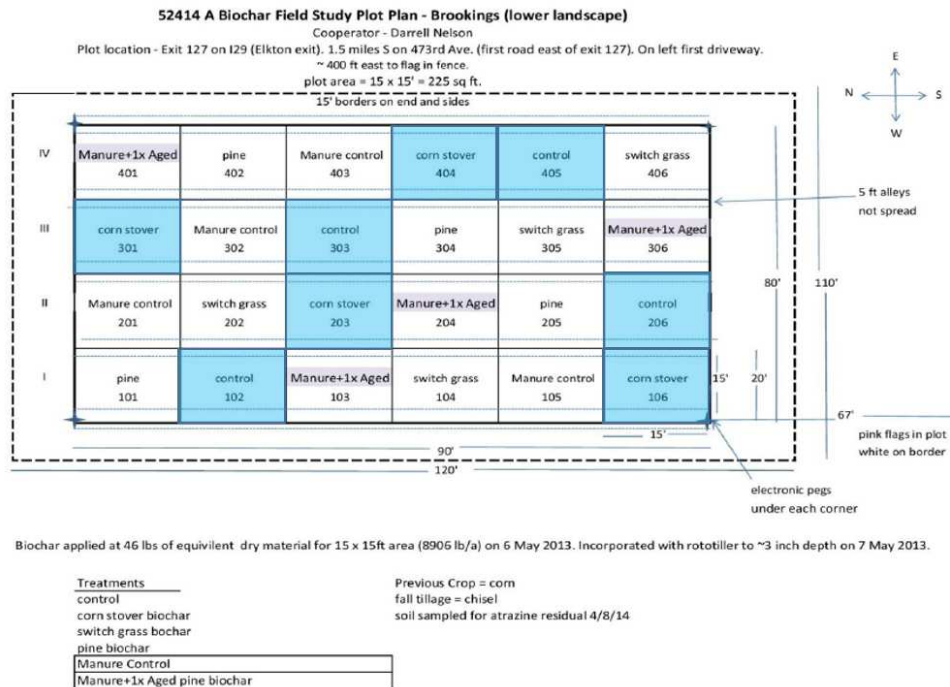 52414 A Biochar Field Study Plot Plan - Brookings (lower landscape)
Cooperator - Darrell Nelson
Plot location - Exit 127 on I29 (Elkton exit). 1.5 miles S on 473rd Ave. (first road east of exit 127). On left first driveway.
~ 400 ft east to flag in fence.
plot area = 15 x 15' = 225 sq ft.
15' borders on end and sides
E
N S
W
IV Manure+1x Aged pine Manure control corn stover control switch grass
401 402 403 404 405 406
5 ft alleys
not spread
III corn stover Manure control control pine switch grass Manure+1x Aged
301 302 303 304 305 306
80' 110'
II Manure control switch grass corn stover Manure+1x Aged pine control
201 202 203 204 205 206
I pine control Manure+1x Aged switch grass Manure control corn stover 15' 20'
101 102 103 104 105 106
67'
pink flags in plot
white on border
15'
90'
120'
electronic pegs
under each corner
Biochar applied at 46 lbs of equivilent dry material for 15 x 15ft area (8906 lb/a) on 6 May 2013. Incorporated with rototiller to ~3 inch depth on 7 May 2013.
Treatments Previous Crop = corn
control fall tillage = chisel
corn stover biochar soil sampled for atrazine residual 4/8/14
switch grass bochar
pine biochar
Manure Control
Manure+1x Aged pine biochar